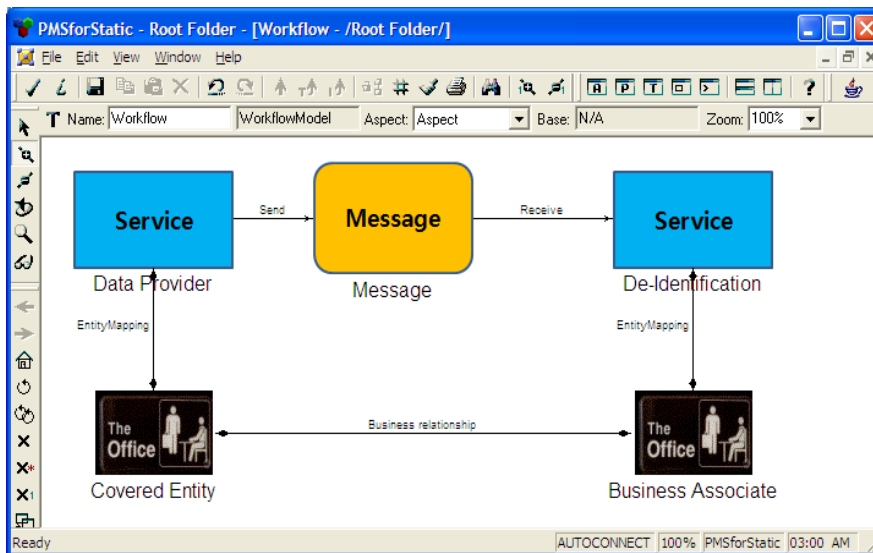 PMSforStatic - Root Folder - [Workflow - /Root Folder/]
File Edit View Window Help
A P T ?
T Name: Workflow WorkflowModel Aspect: Aspect Base: N/A Zoom: 100%
Service Send Message Receive Service
Data Provider Message De-Identification
EntityMapping EntityMapping
The Office Business relationship The Office
Covered Entity Business Associate
Ready AUTOCONNECT 100% PMSforStatic 03:00 AM